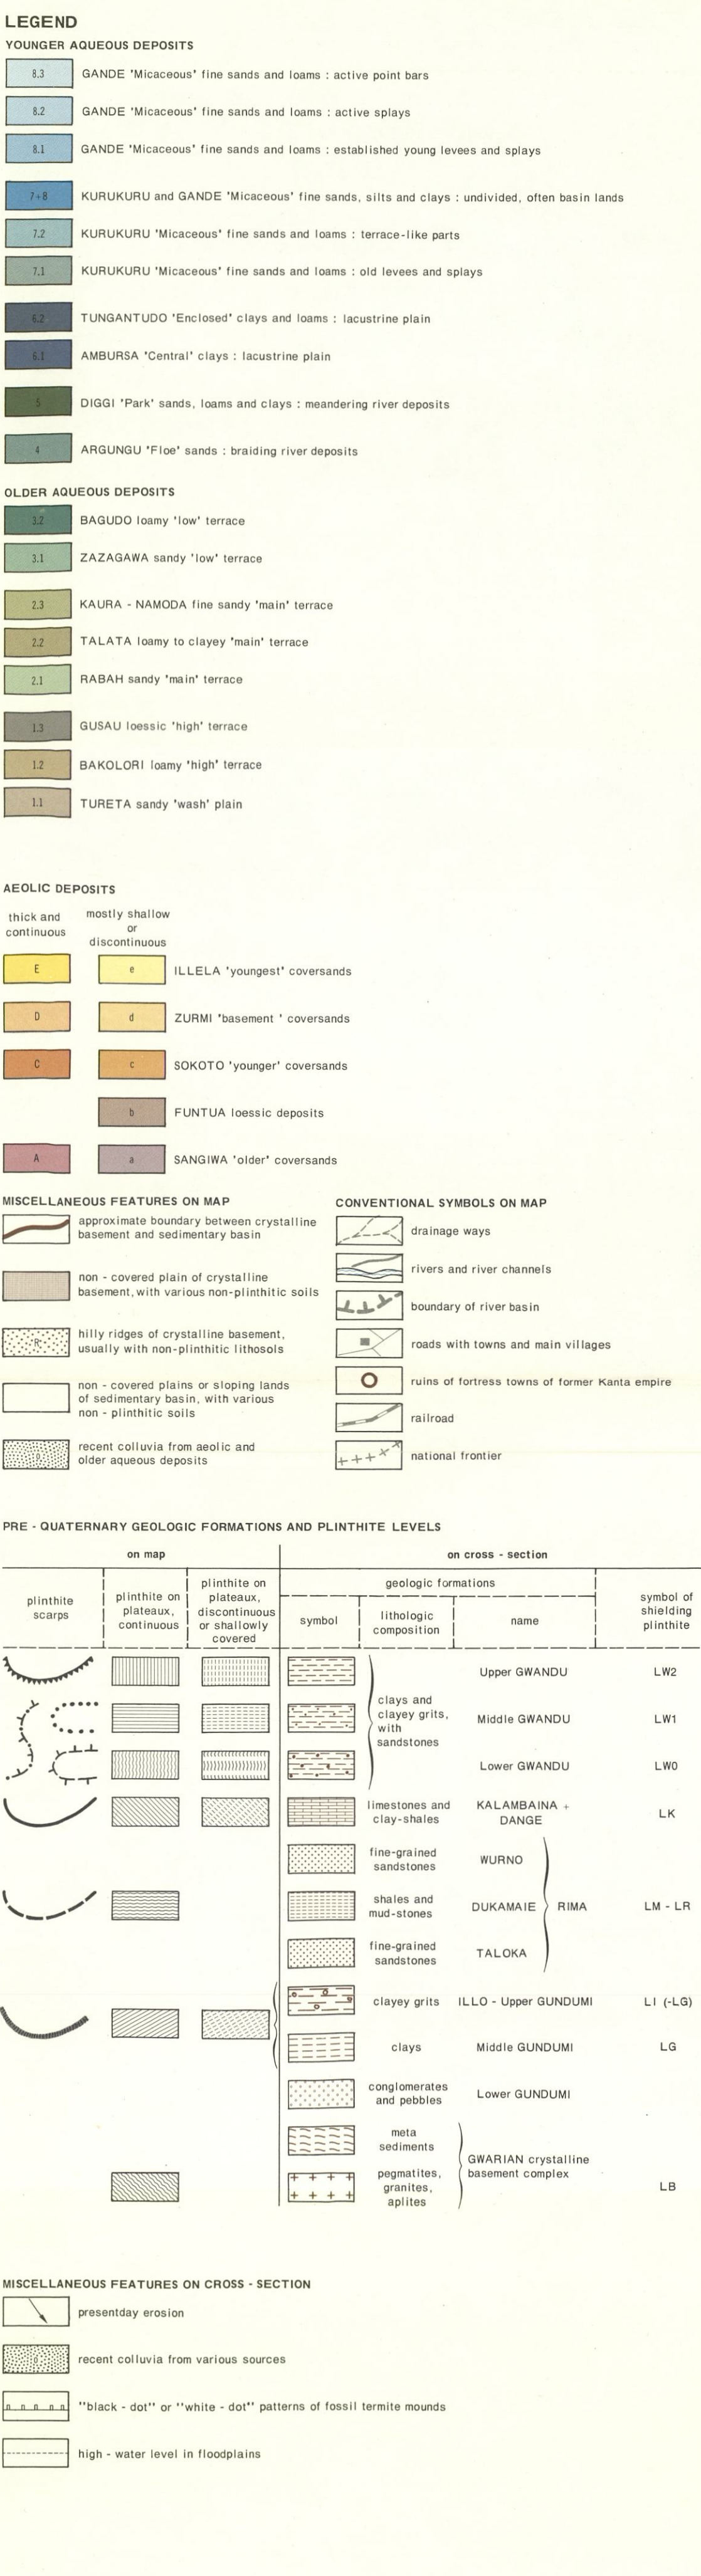 LEGEND
YOUNGER AQUEOUS DEPOSITS
8.3 GANDE 'Micaceous' fine sands and loams : active point bars
8.2 GANDE 'Micaceous' fine sands and loams : active splays
8.1 GANDE 'Micaceous' fine sands and loams : established young levees and splays
7+8 KURUKURU and GANDE 'Micaceous' fine sands, silts and clays : undivided, often basin lands
7.2 KURUKURU 'Micaceous' fine sands and loams : terrace-like parts
7.1 KURUKURU 'Micaceous' fine sands and loams : old levees and splays
6.2 TUNGANTUDO 'Enclosed' clays and loams : lacustrine plain
6.1 AMBURSA 'Central' clays : lacustrine plain
5 DIGGI 'Park' sands, loams and clays : meandering river deposits
4 ARGUNGU 'Floe' sands : braiding river deposits
OLDER AQUEOUS DEPOSITS
3.2 BAGUDO loamy 'low' terrace
3.1 ZAZAGAWA sandy 'low' terrace
2.3 KAURA - NAMODA fine sandy 'main' terrace
2.2 TALATA loamy to clayey 'main' terrace
2.1 RABAH sandy 'main' terrace
1.3 GUSAU loessic 'high' terrace
1.2 BAKOLORI loamy 'high' terrace
1.1 TURETA sandy 'wash' plain
AEOLIC DEPOSITS
thick and
continuous
mostly shallow
or
discontinuous
E e ILLELA 'youngest' coversands
D d ZURMI 'basement ' coversands
C c SOKOTO 'younger' coversands
b FUNTUA loessic deposits
A a SANGIWA 'older' coversands
MISCELLANEOUS FEATURES ON MAP
approximate boundary between crystalline
basement and sedimentary basin
non - covered plain of crystalline
basement, with various non-plinthitic soils
R hilly ridges of crystalline basement,
usually with non-plinthitic lithosols
non - covered plains or sloping lands
of sedimentary basin, with various
non - plinthitic soils
recent colluvia from aeolic and
older aqueous deposits
CONVENTIONAL SYMBOLS ON MAP
drainage ways
rivers and river channels
boundary of river basin
roads with towns and main villages
ruins of fortress towns of former Kanta empire
railroad
national frontier
PRE - QUATERNARY GEOLOGIC FORMATIONS AND PLINTHITE LEVELS
on map
on cross - section
plinthite
scarps
plinthite on
plateaux,
continuous
plinthite on
plateaux,
discontinuous
or shallowly
covered
geologic formations
symbol
lithologic
composition
name
symbol of
shielding
plinthite
clays and
clayey grits,
with
sandstones
Upper GWANDU LW2
Middle GWANDU LW1
Lower GWANDU LW0
limestones and
clay-shales
KALAMBAINA +
DANGE
LK
fine-grained
sandstones
WURNO
shales and
mud-stones
DUKAMAIE RIMA LM - LR
fine-grained
sandstones
TALOKA
clayey grits ILLO - Upper GUNDUMI LI (-LG)
clays Middle GUNDUMI LG
conglomerates
and pebbles
Lower GUNDUMI
meta
sediments
pegmatites,
granites,
aplites
GWARIAN crystalline
basement complex
LB
MISCELLANEOUS FEATURES ON CROSS - SECTION
presentday erosion
recent colluvia from various sources
"black - dot" or "white - dot" patterns of fossil termite mounds
high - water level in floodplains